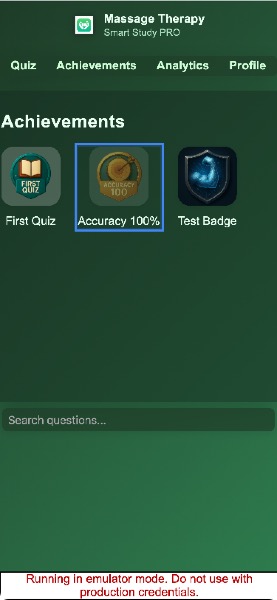 Massage Therapy
Smart Study PRO
Quiz Achievements Analytics Profile
Achievements
FIRST
QUIZ
ACCURACY
100
First Quiz Accuracy 100% Test Badge
Search questions...
Running in emulator mode. Do not use with
production credentials.